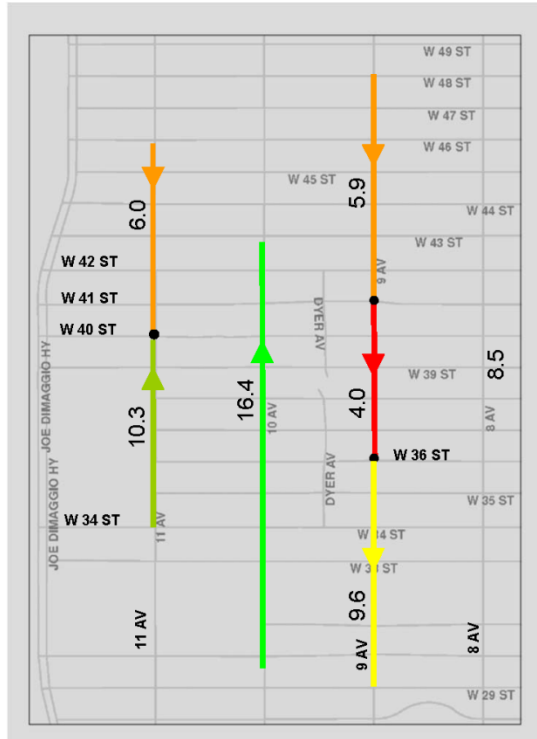 W 49 ST
W 48 ST
W 47 ST
W 46 ST
W 45 ST
5.9
6.0
W 44 ST
W 43 ST
W 42 ST
9 AV
W 41 ST
DYER AV
W 40 ST
JOE DIMAGGIO HY
W 39 ST
8.5
4.0
16.4
10.3
10 AV
8 AV
W 36 ST
DYER AV
W 35 ST
W 34 ST
11 AV
W 34 ST
JOE DIMAGGIO HY
W 33 ST
9.6
11 AV
9 AV
8 AV
W 29 ST